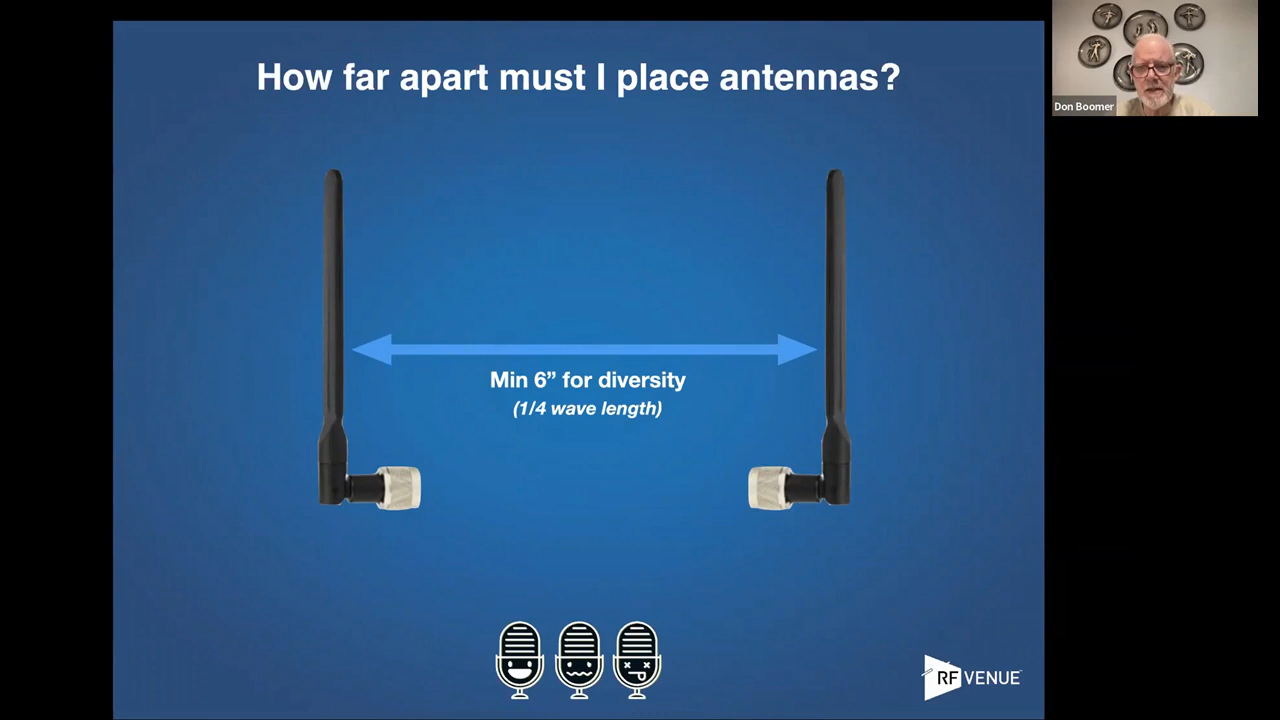 How far apart must I place antennas?
Don Boomer
Min 6” for diversity
(1/4 wave length)
RF VENUE